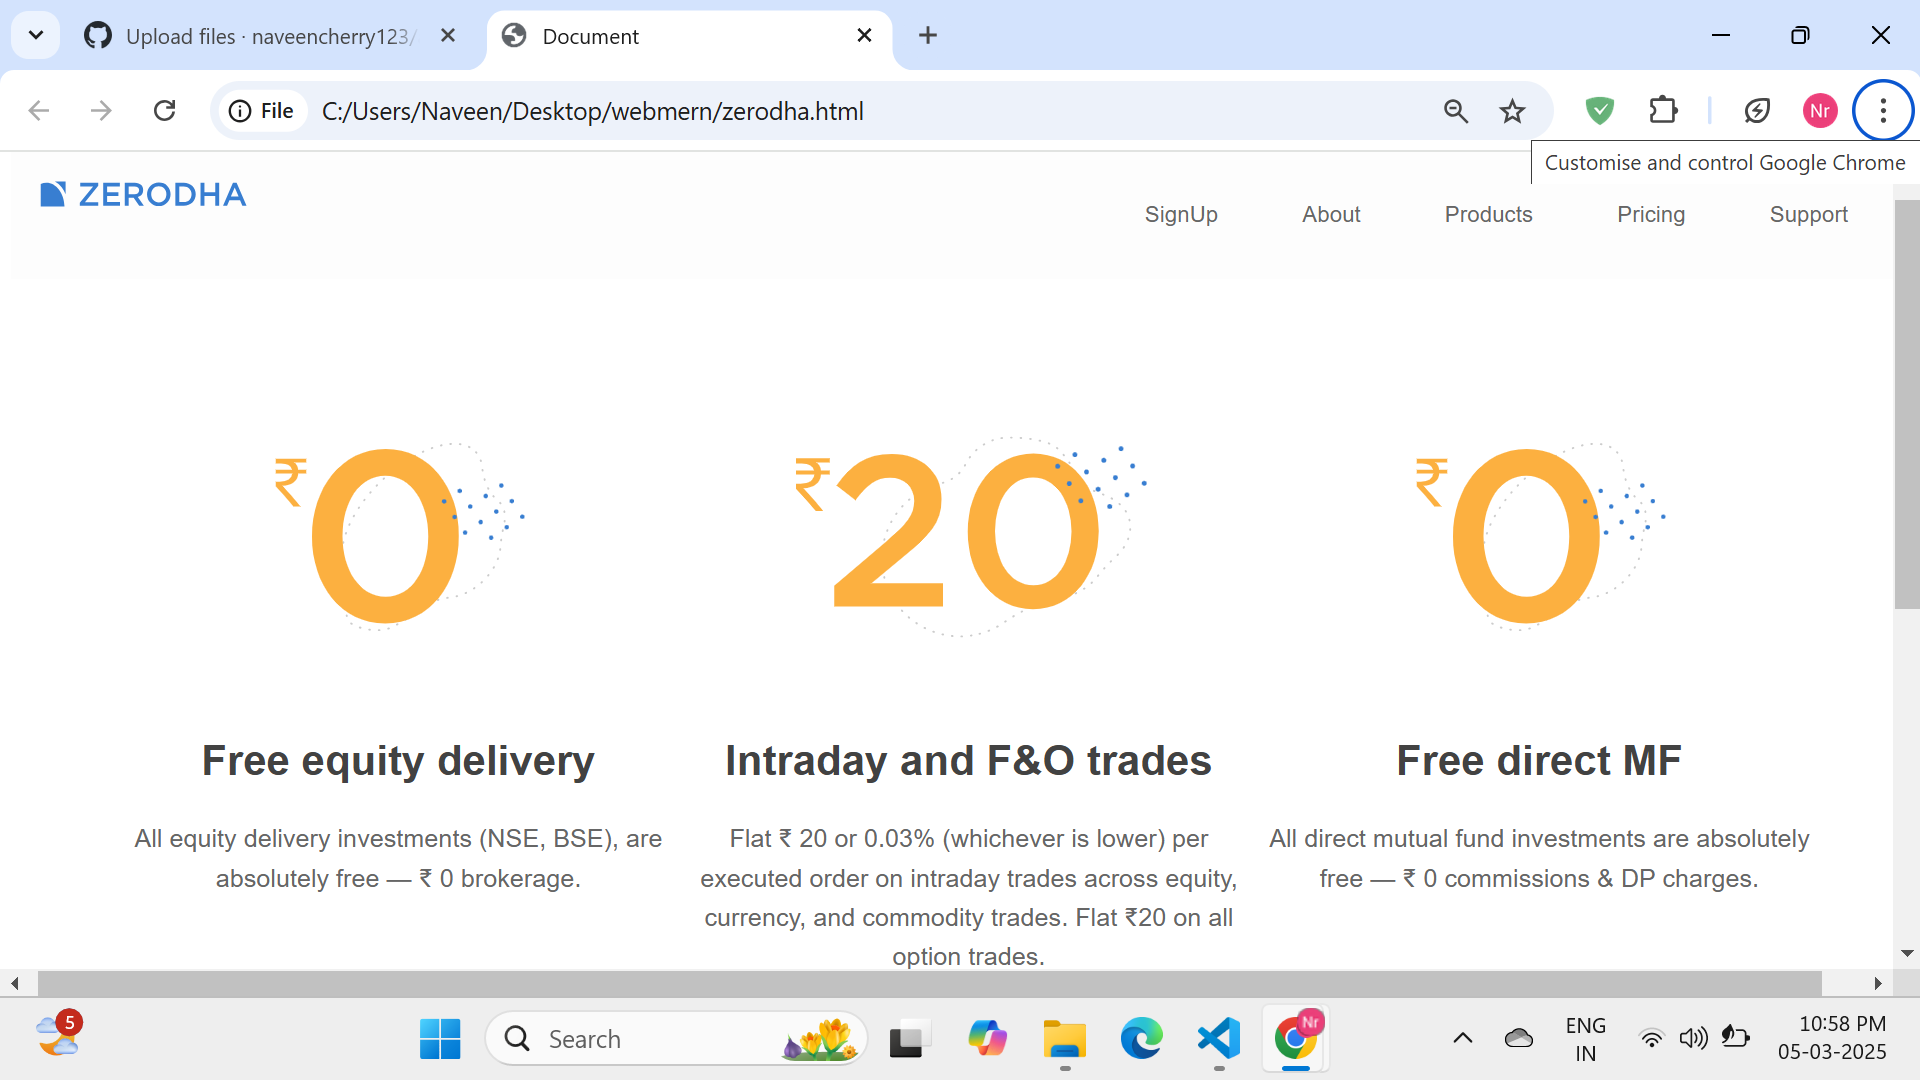 Upload files · naveencherry123/
Document
File
C:/Users/Naveen/Desktop/webmern/zerodha.html
Nr
Customise and control Google Chrome
ZERODHA
SignUp
About
Products
Pricing
Support
₹0
₹20
₹0
Free equity delivery
All equity delivery investments (NSE, BSE), are
absolutely free — ₹ 0 brokerage.
Intraday and F&O trades
Flat ₹ 20 or 0.03% (whichever is lower) per
executed order on intraday trades across equity,
currency, and commodity trades. Flat ₹20 on all
option trades.
Free direct MF
All direct mutual fund investments are absolutely
free — ₹ 0 commissions & DP charges.
5
Search
Nr
ENG
IN
10:58 PM
05-03-2025